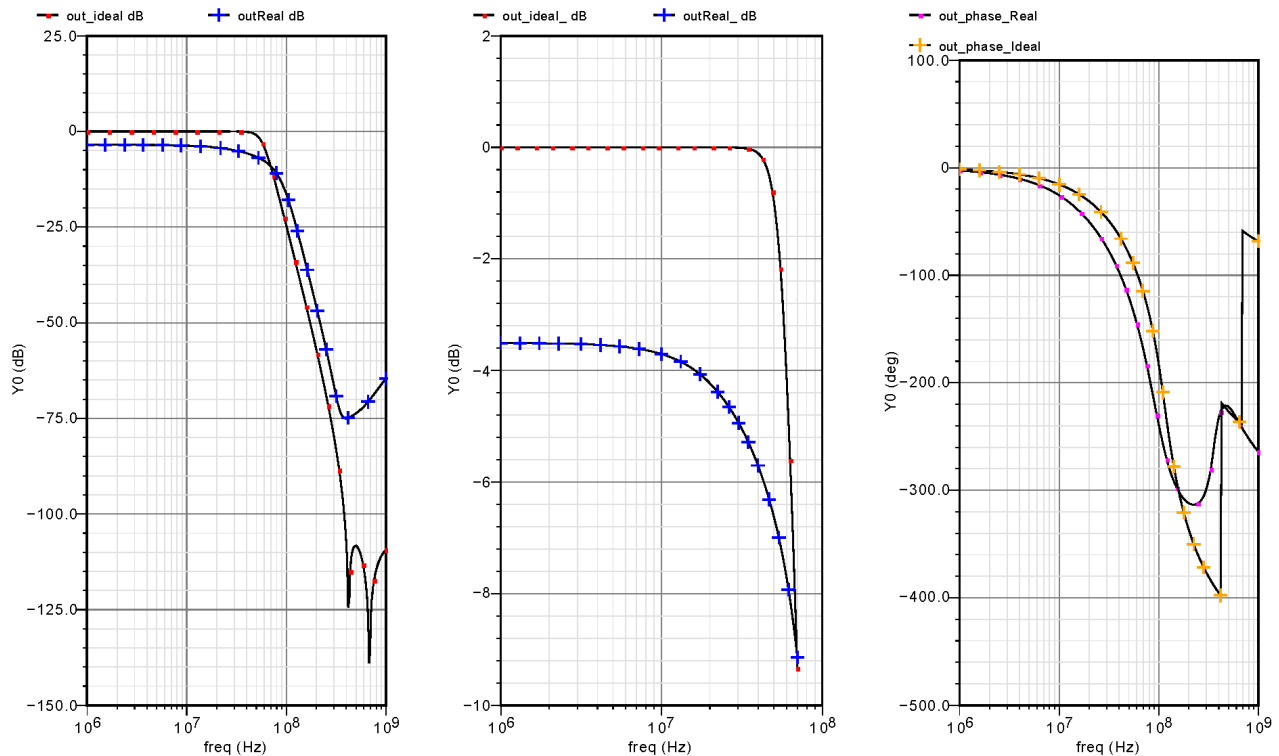 out_ideal dB
outReal dB
25.0
0
−25.0
−50.0
−75.0
−100.0
−125.0
−150.0
Y0 (dB)
10^6
10^7
10^8
10^9
freq (Hz)
out_ideal_ dB
outReal_ dB
2
0
−2
−4
−6
−8
−10
Y0 (dB)
10^6
10^7
10^8
freq (Hz)
out_phase_Real
out_phase_Ideal
100.0
0
−100.0
−200.0
−300.0
−400.0
−500.0
Y0 (deg)
10^6
10^7
10^8
10^9
freq (Hz)